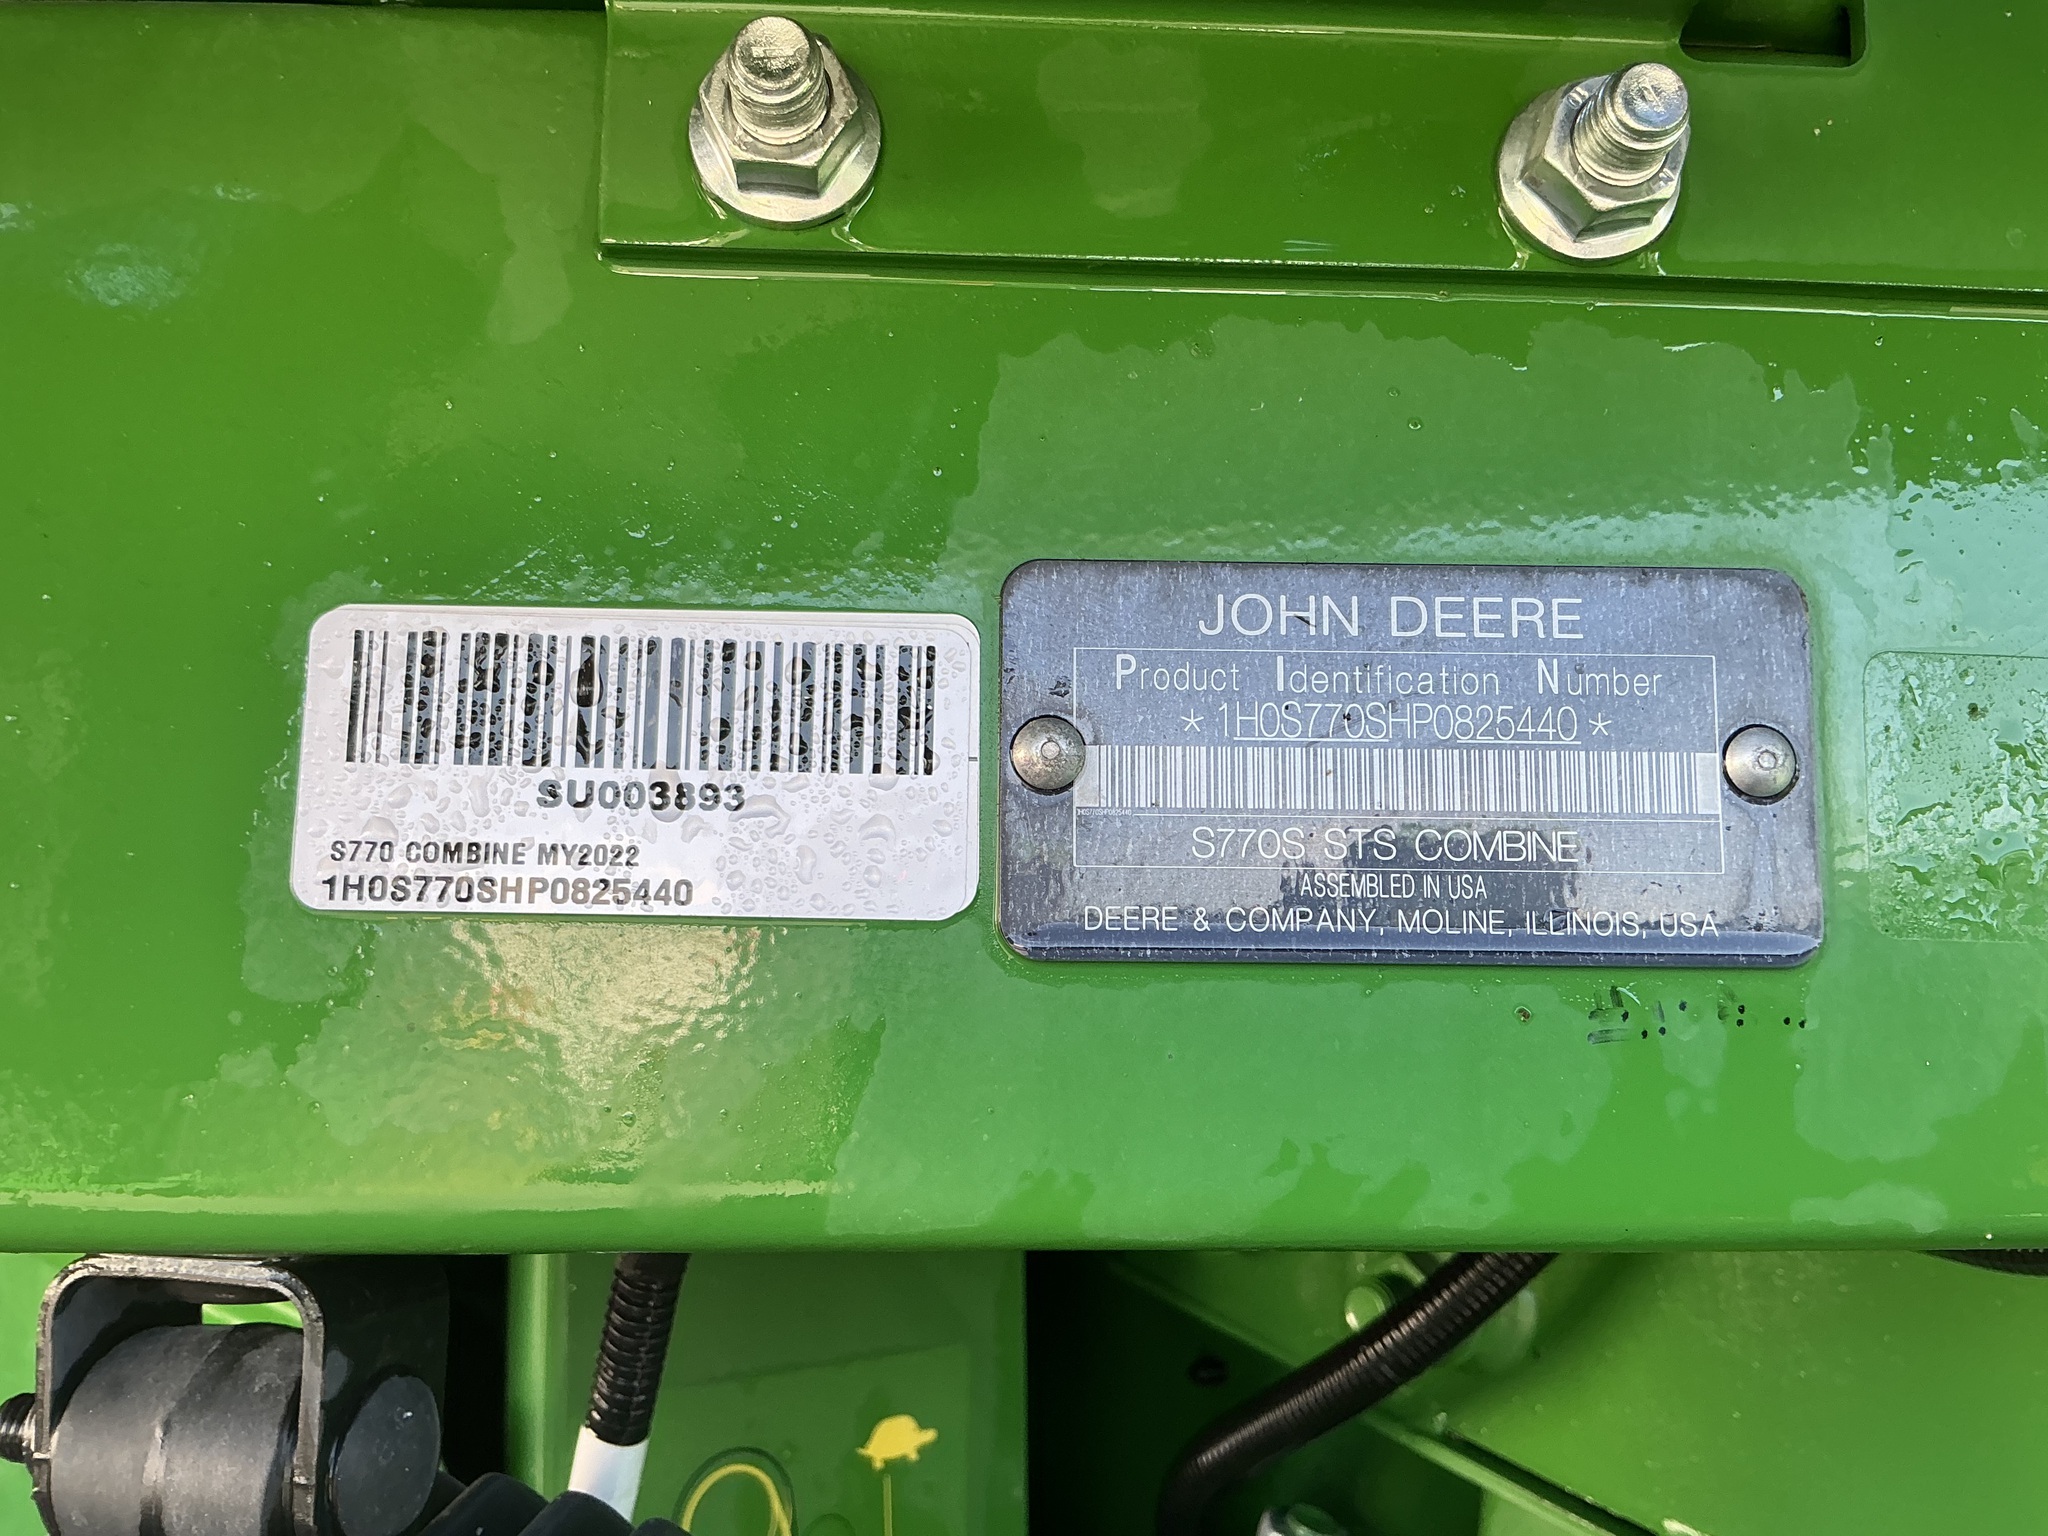 SU003893
S770 COMBINE MY2022
1H0S770SHP0825440
JOHN DEERE
Product Identification Number
* 1H0S770SHP0825440 *
1H0S770SHP0825440
S770S STS COMBINE
ASSEMBLED IN USA
DEERE & COMPANY, MOLINE, ILLINOIS, USA